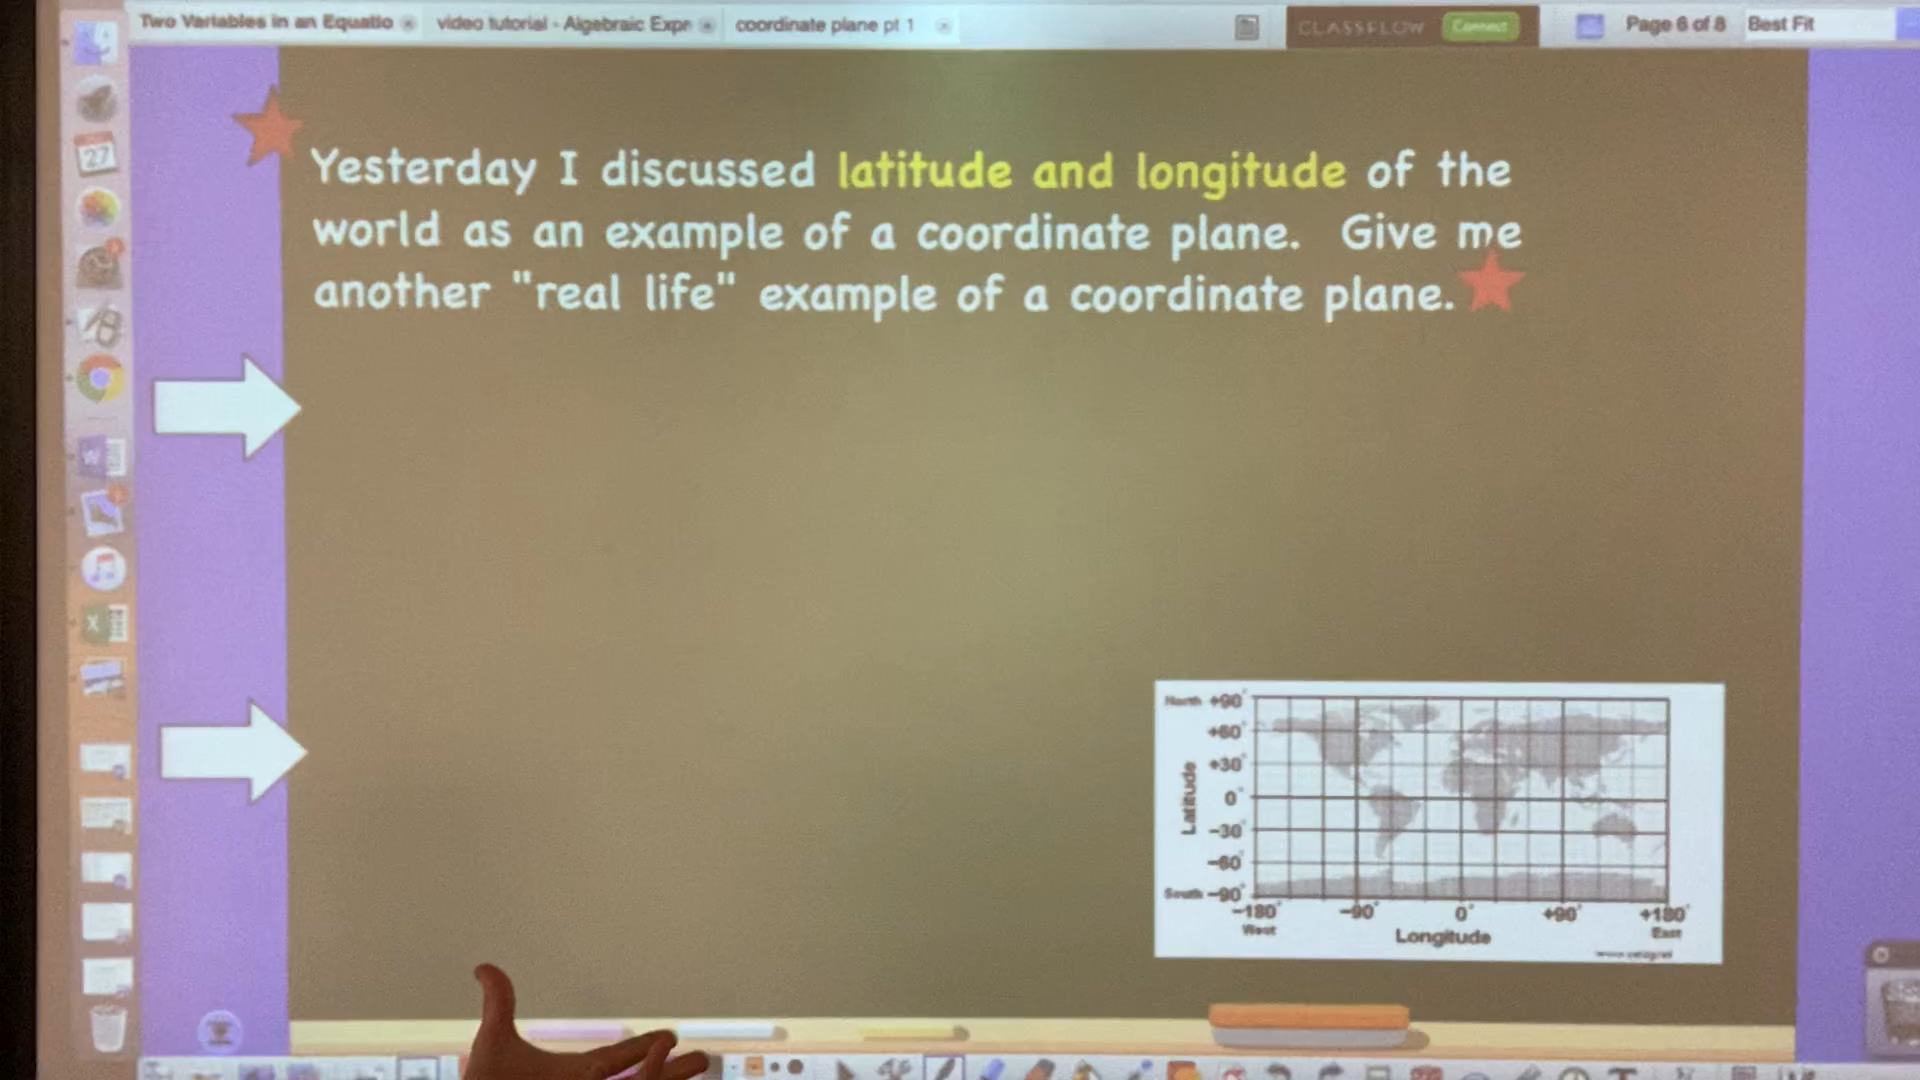 Two Variables in an Equatio
video tutorial - Algebraic Expr
coordinate plane pt 1
CLASSFLOW
Connect
Page 6 of 8
Best Fit
27
Yesterday I discussed latitude and longitude of the
world as an example of a coordinate plane. Give me
another "real life" example of a coordinate plane.
North +90°
+60°
+30°
0°
-30°
-60°
South -90°
Latitude
-180° -90° 0° +90° +180°
West East
Longitude